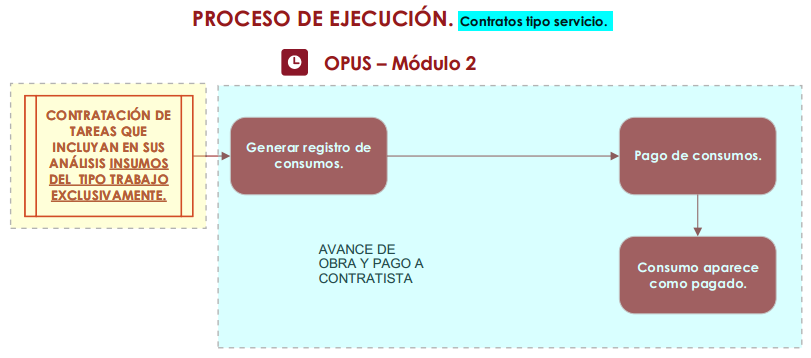 PROCESO DE EJECUCIÓN. Contratos tipo servicio.
OPUS – Módulo 2
CONTRATACIÓN DE
TAREAS QUE
INCLUYAN EN SUS
ANÁLISIS INSUMOS
DEL TIPO TRABAJO
EXCLUSIVAMENTE.
Generar registro de
consumos.
Pago de consumos.
AVANCE DE
OBRA Y PAGO A
CONTRATISTA
Consumo aparece
como pagado.